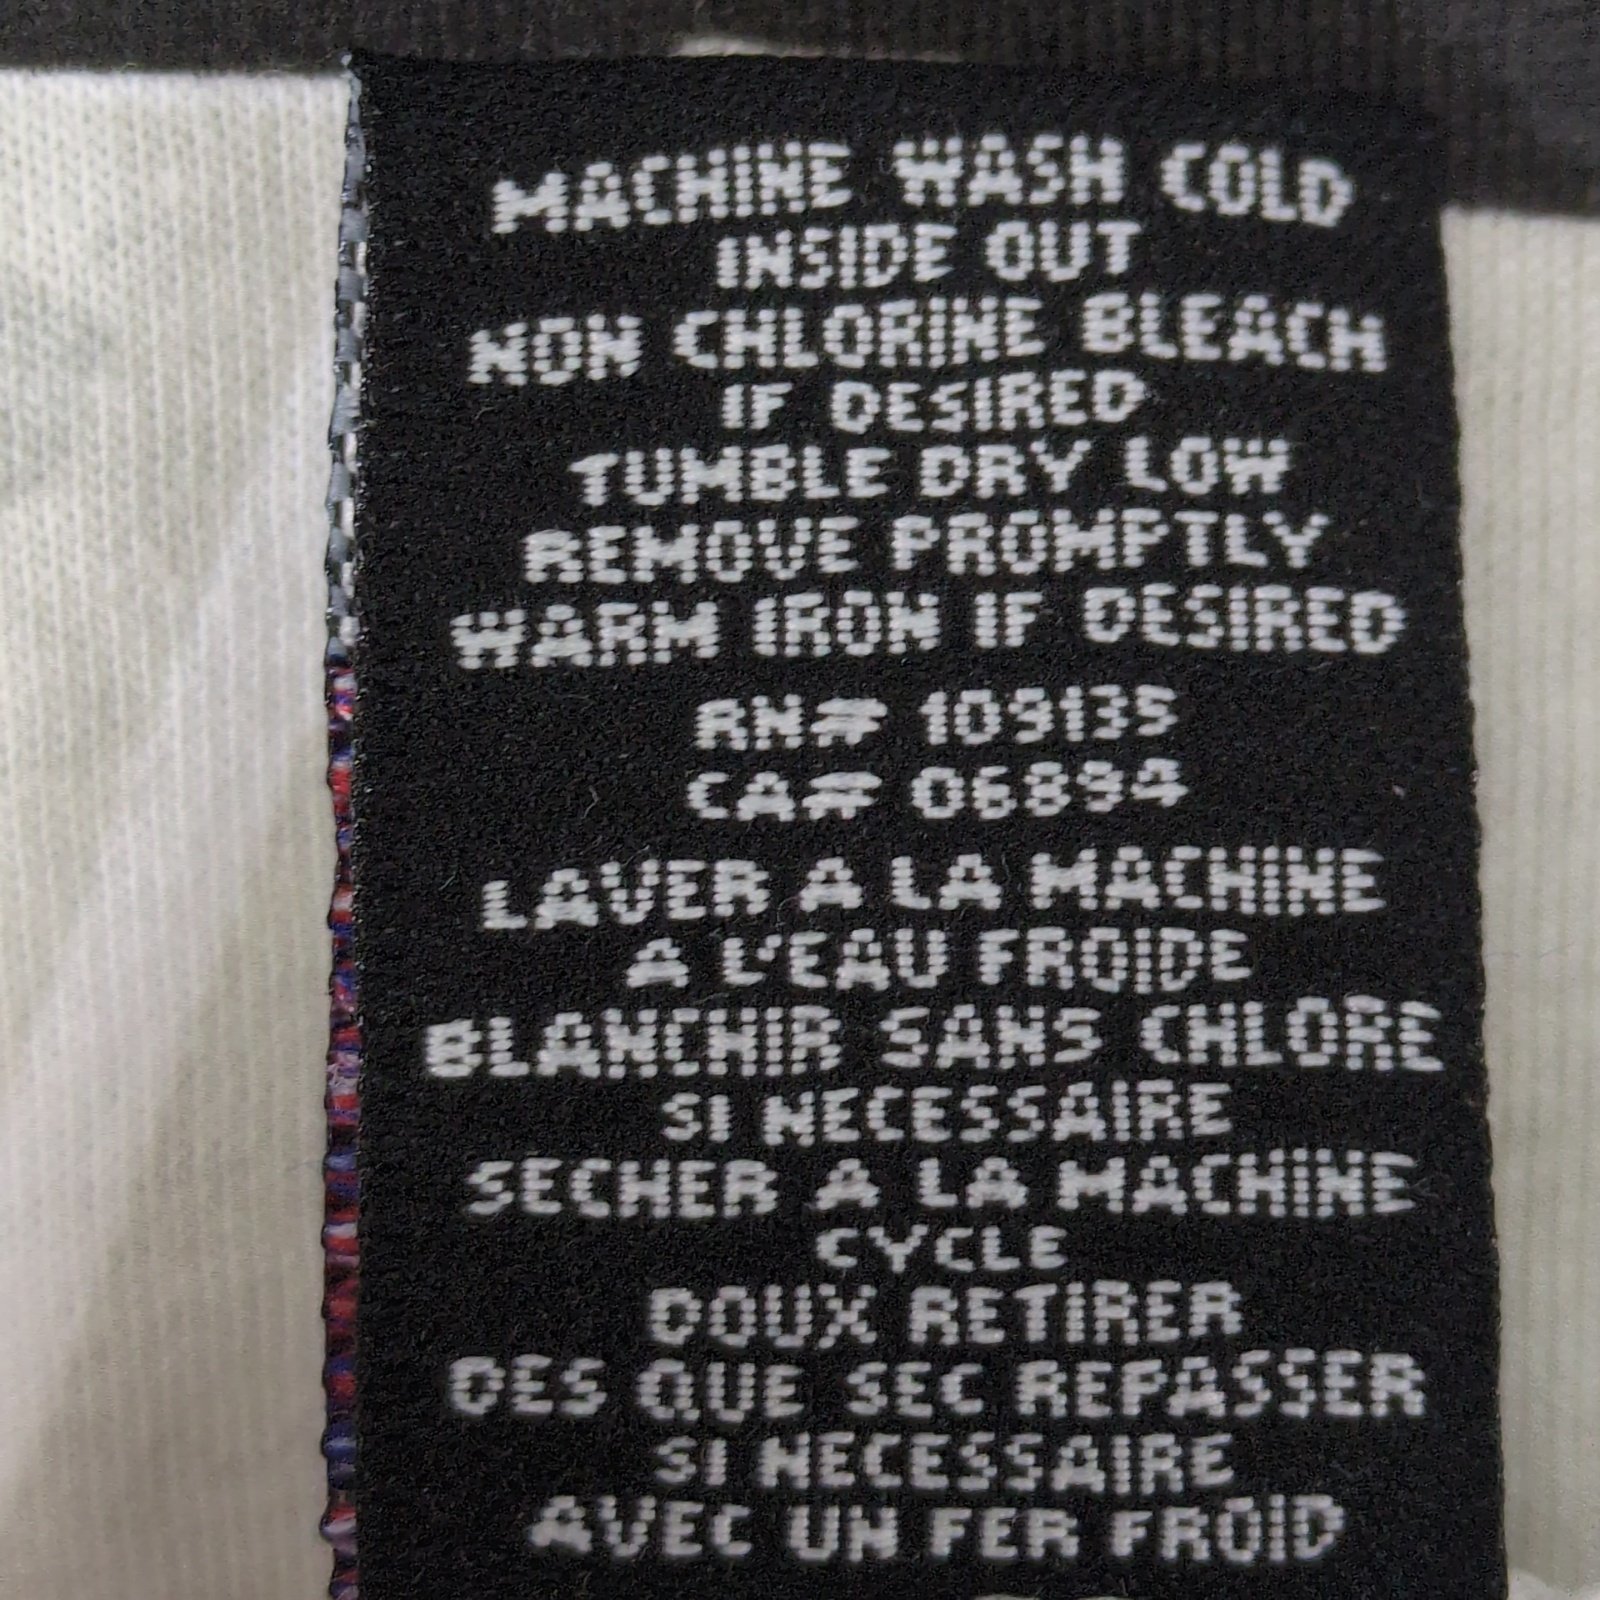 MACHINE WASH COLD
INSIDE OUT
NON CHLORINE BLEACH
IF DESIRED
TUMBLE DRY LOW
REMOVE PROMPTLY
WARM IRON IF DESIRED
RN# 109135
CA# 06894
LAVER A LA MACHINE
A L'EAU FROIDE
BLANCHIR SANS CHLORE
SI NECESSAIRE
SECHER A LA MACHINE
CYCLE
DOUX RETIRER
DES QUE SEC REPASSER
SI NECESSAIRE
AVEC UN FER FROID